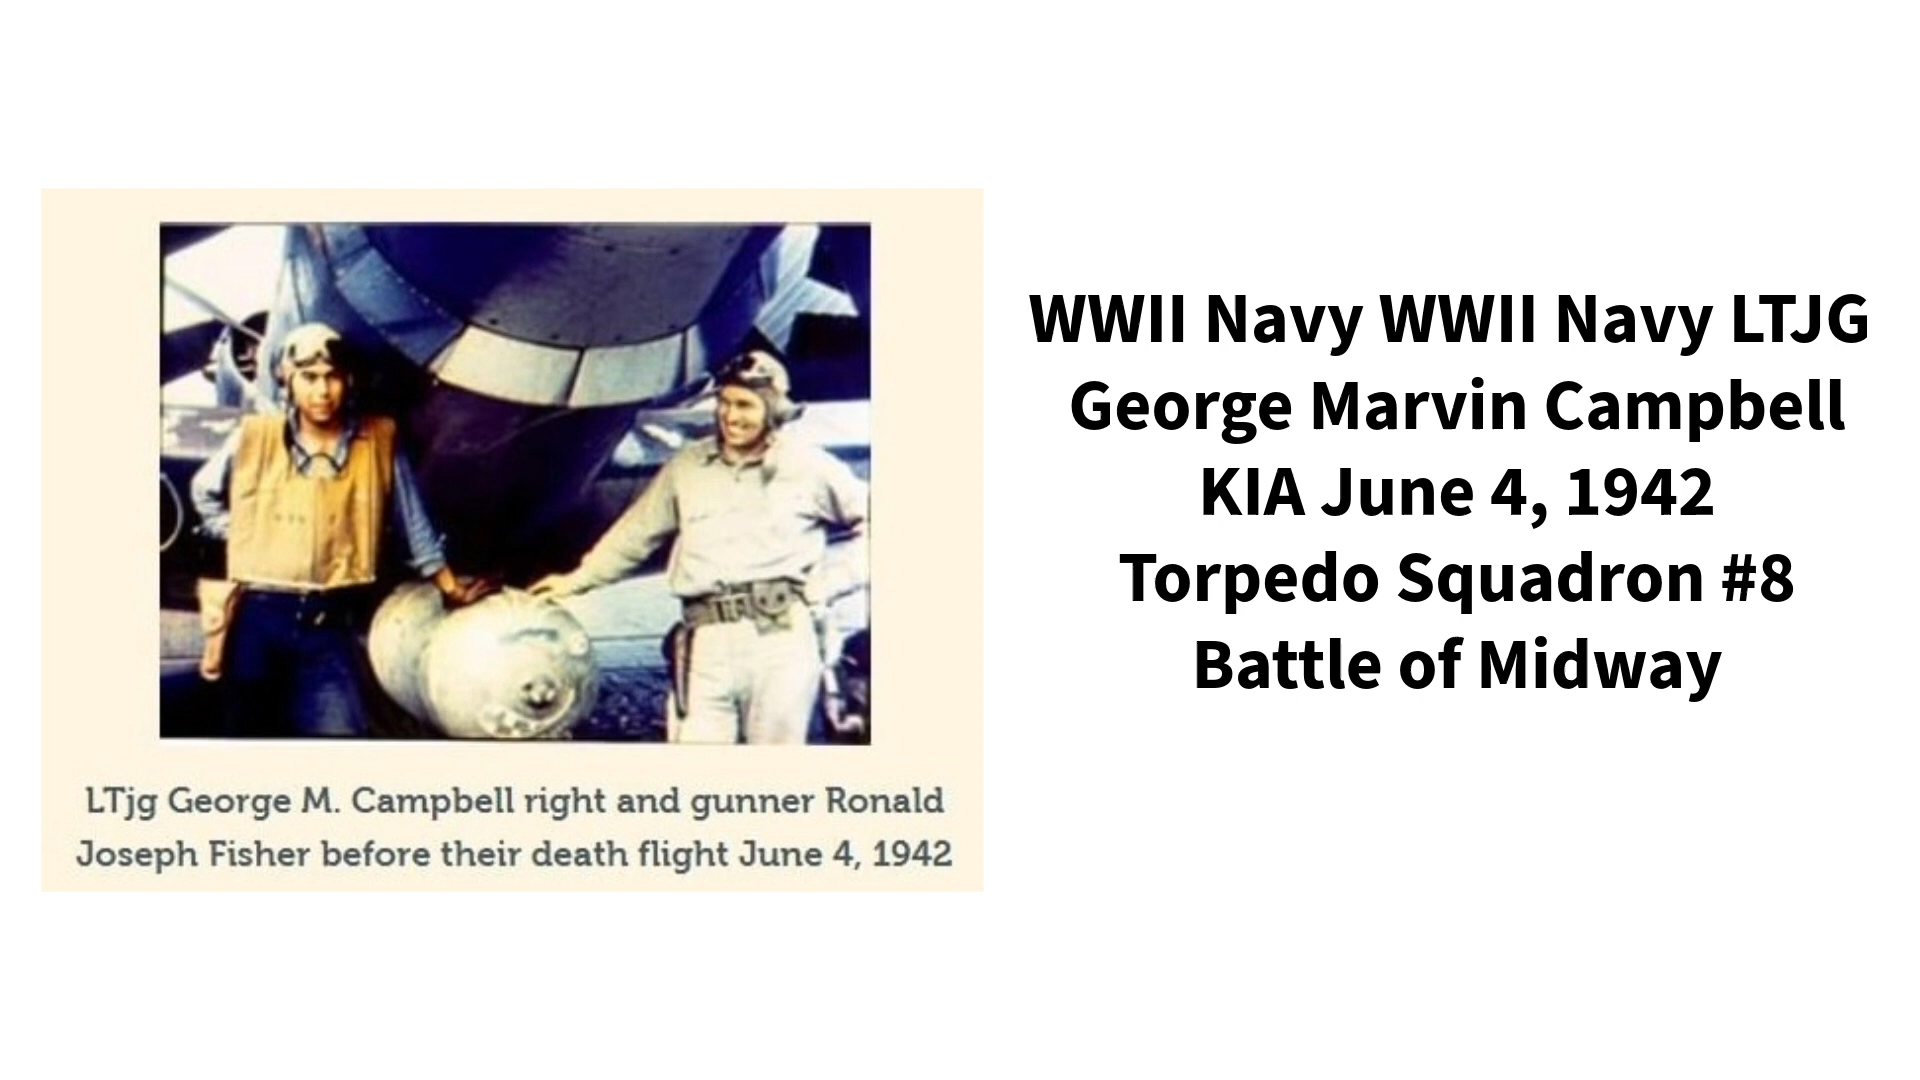 WWII Navy WWII Navy LTJG
George Marvin Campbell
KIA June 4, 1942
Torpedo Squadron #8
Battle of Midway
LTjg George M. Campbell right and gunner Ronald
Joseph Fisher before their death flight June 4, 1942